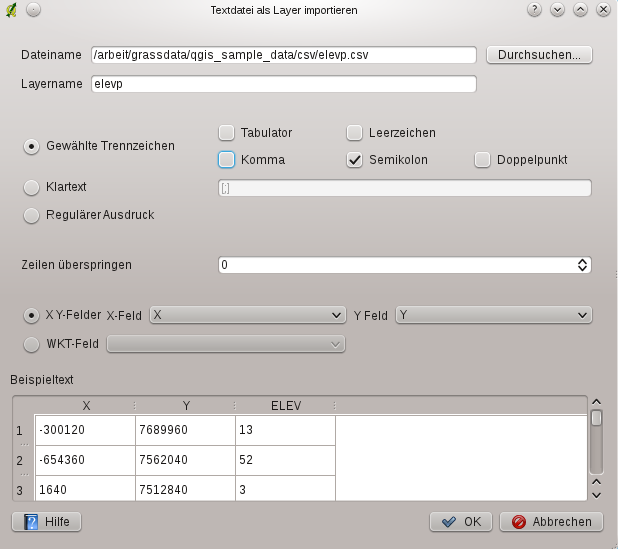 Textdatei als Layer importieren
Dateiname /arbeit/grassdata/qgis_sample_data/csv/elevp.csv Durchsuchen...
Layername elevp
Tabulator Leerzeichen
Gewählte Trennzeichen
Komma Semikolon Doppelpunkt
Klartext [;]
Regulärer Ausdruck
Zeilen überspringen 0
X Y-Felder X-Feld X Y Feld Y
WKT-Feld
Beispieltext
X Y ELEV
1 -300120 7689960 13
2 -654360 7562040 52
3 1640 7512840 3
Hilfe OK Abbrechen